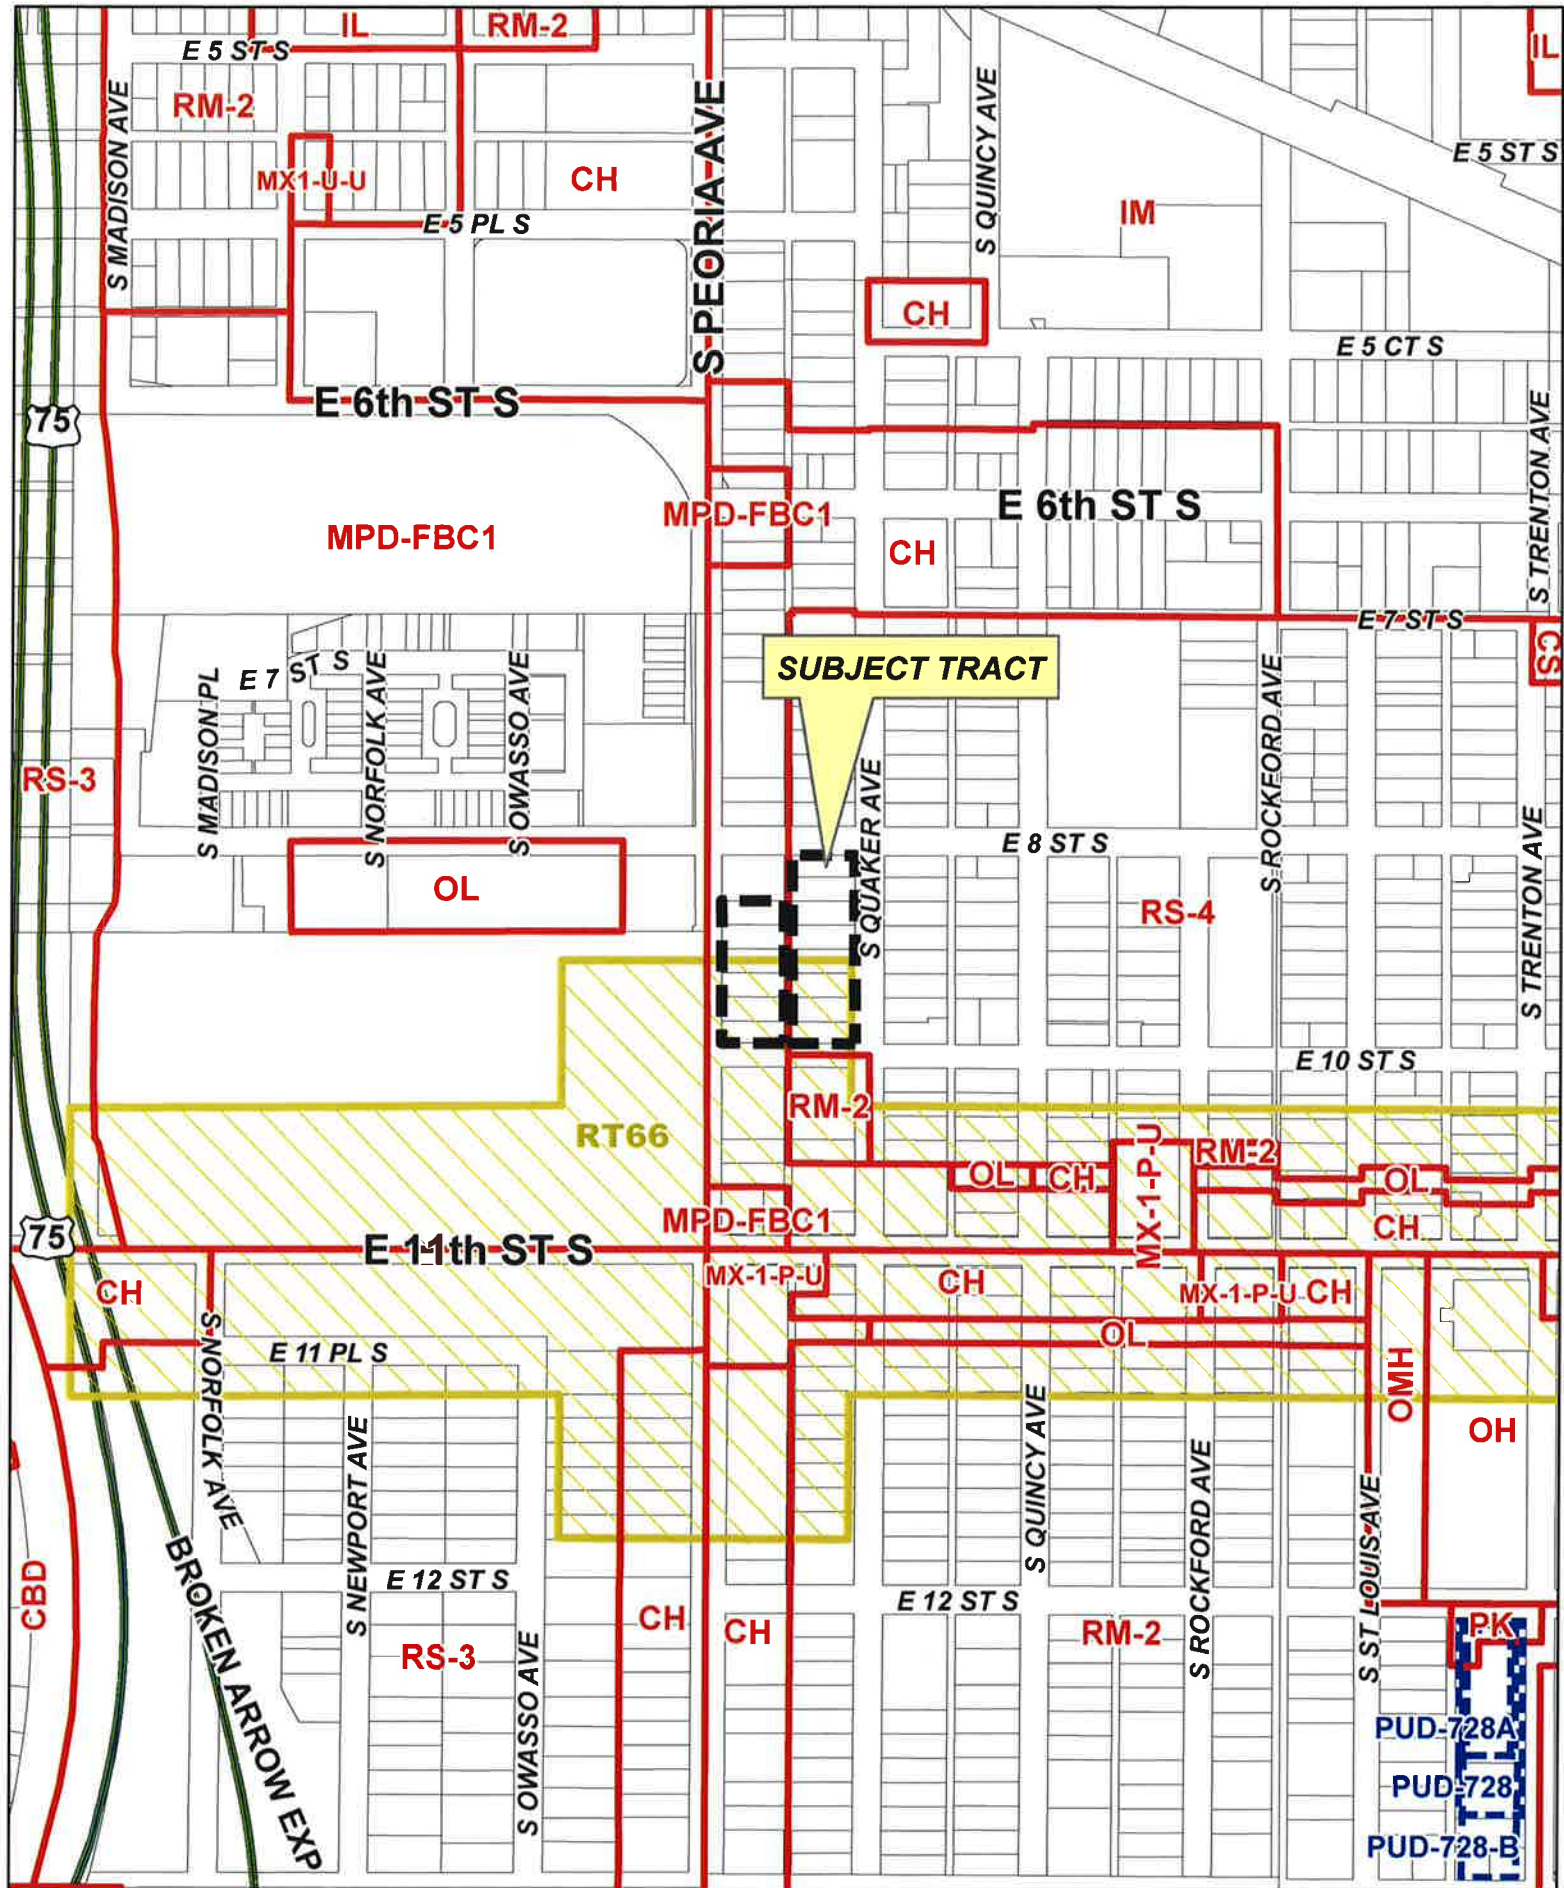 IL
RM-2
E 5 ST S
IL
RM-2
S MADISON AVE
S PEORIA AVE
S QUINCY AVE
E 5 ST S
MX1-U-U
CH
IM
E 5 PL S
CH
E 5 CT S
E 6th ST S
75
S TRENTON AVE
MPD-FBC1
E 6th ST S
MPD-FBC1
CH
E 7 ST S
CS
SUBJECT TRACT
E 7 ST S
S MADISON PL
S NORFOLK AVE
S OWASSO AVE
S ROCKFORD AVE
RS-3
S QUAKER AVE
E 8 ST S
S TRENTON AVE
OL
RS-4
E 10 ST S
RM-2
RT66
MX-1-P-U
RM-2
OL
CH
OL
MPD-FBC1
CH
75
E 11th ST S
CH
MX-1-P-U
CH
MX-1-P-U
CH
S NORFOLK AVE
E 11 PL S
OL
OMH
S NEWPORT AVE
S QUINCY AVE
OH
S ROCKFORD AVE
S ST LOUIS AVE
BROKEN ARROW EXP
CBD
E 12 ST S
E 12 ST S
CH
CH
RM-2
PK
S OWASSO AVE
RS-3
PUD-728A
PUD-728
PUD-728-B